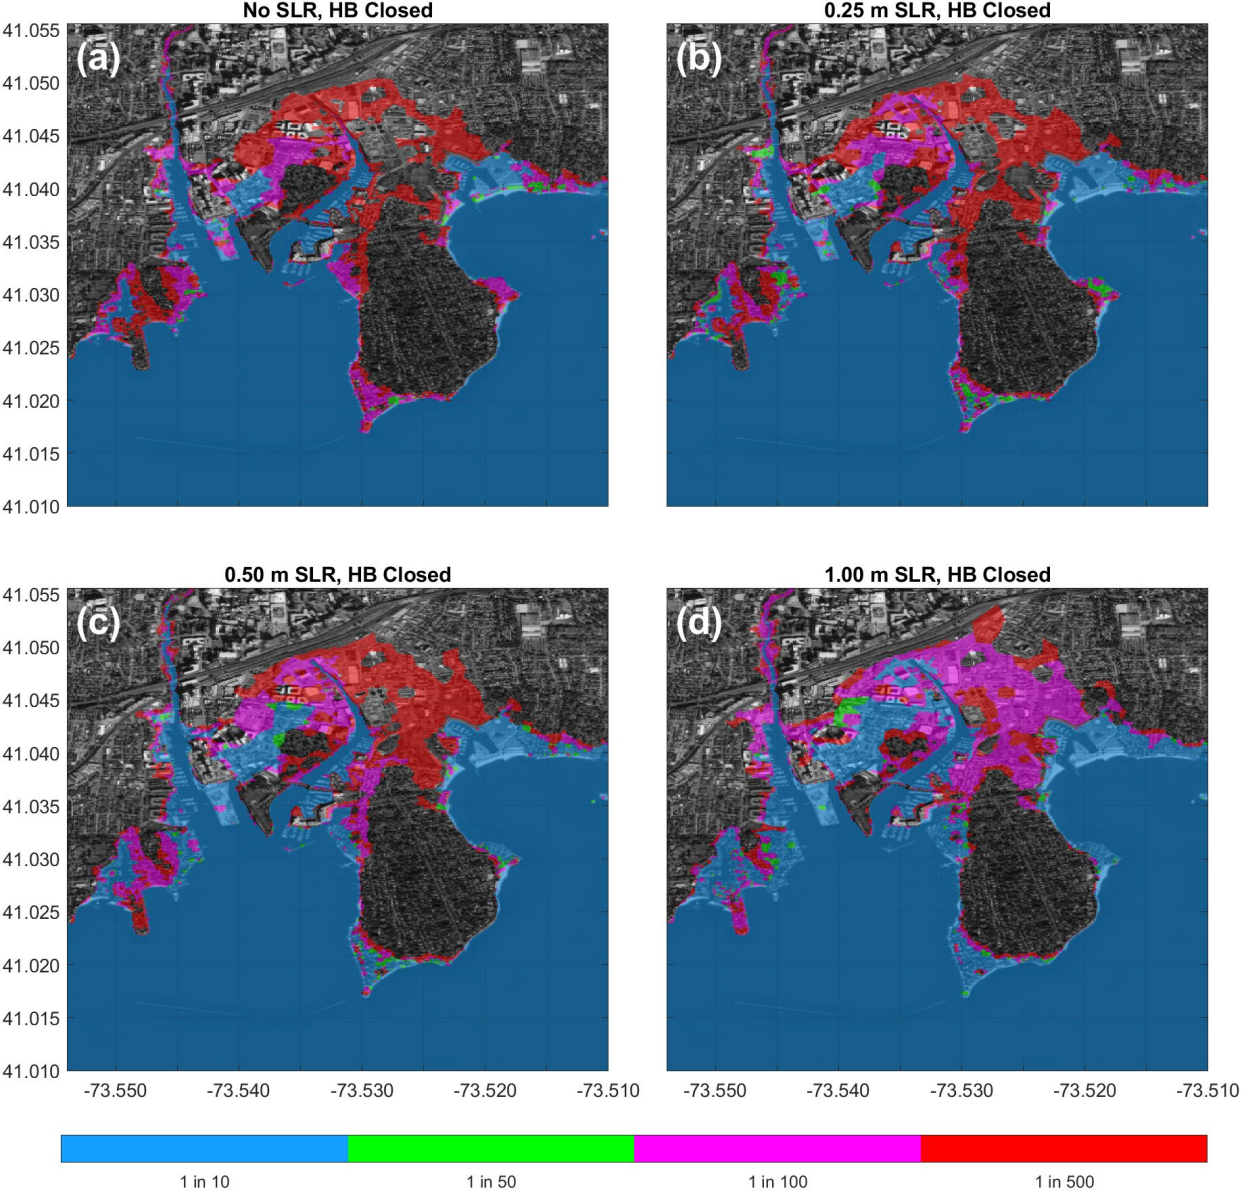 No SLR, HB Closed
0.25 m SLR, HB Closed
(a)
(b)
41.055
41.050
41.045
41.040
41.035
41.030
41.025
41.020
41.015
41.010
0.50 m SLR, HB Closed
1.00 m SLR, HB Closed
(c)
(d)
41.055
41.050
41.045
41.040
41.035
41.030
41.025
41.020
41.015
41.010
-73.550 -73.540 -73.530 -73.520 -73.510
-73.550 -73.540 -73.530 -73.520 -73.510
1 in 10 1 in 50 1 in 100 1 in 500